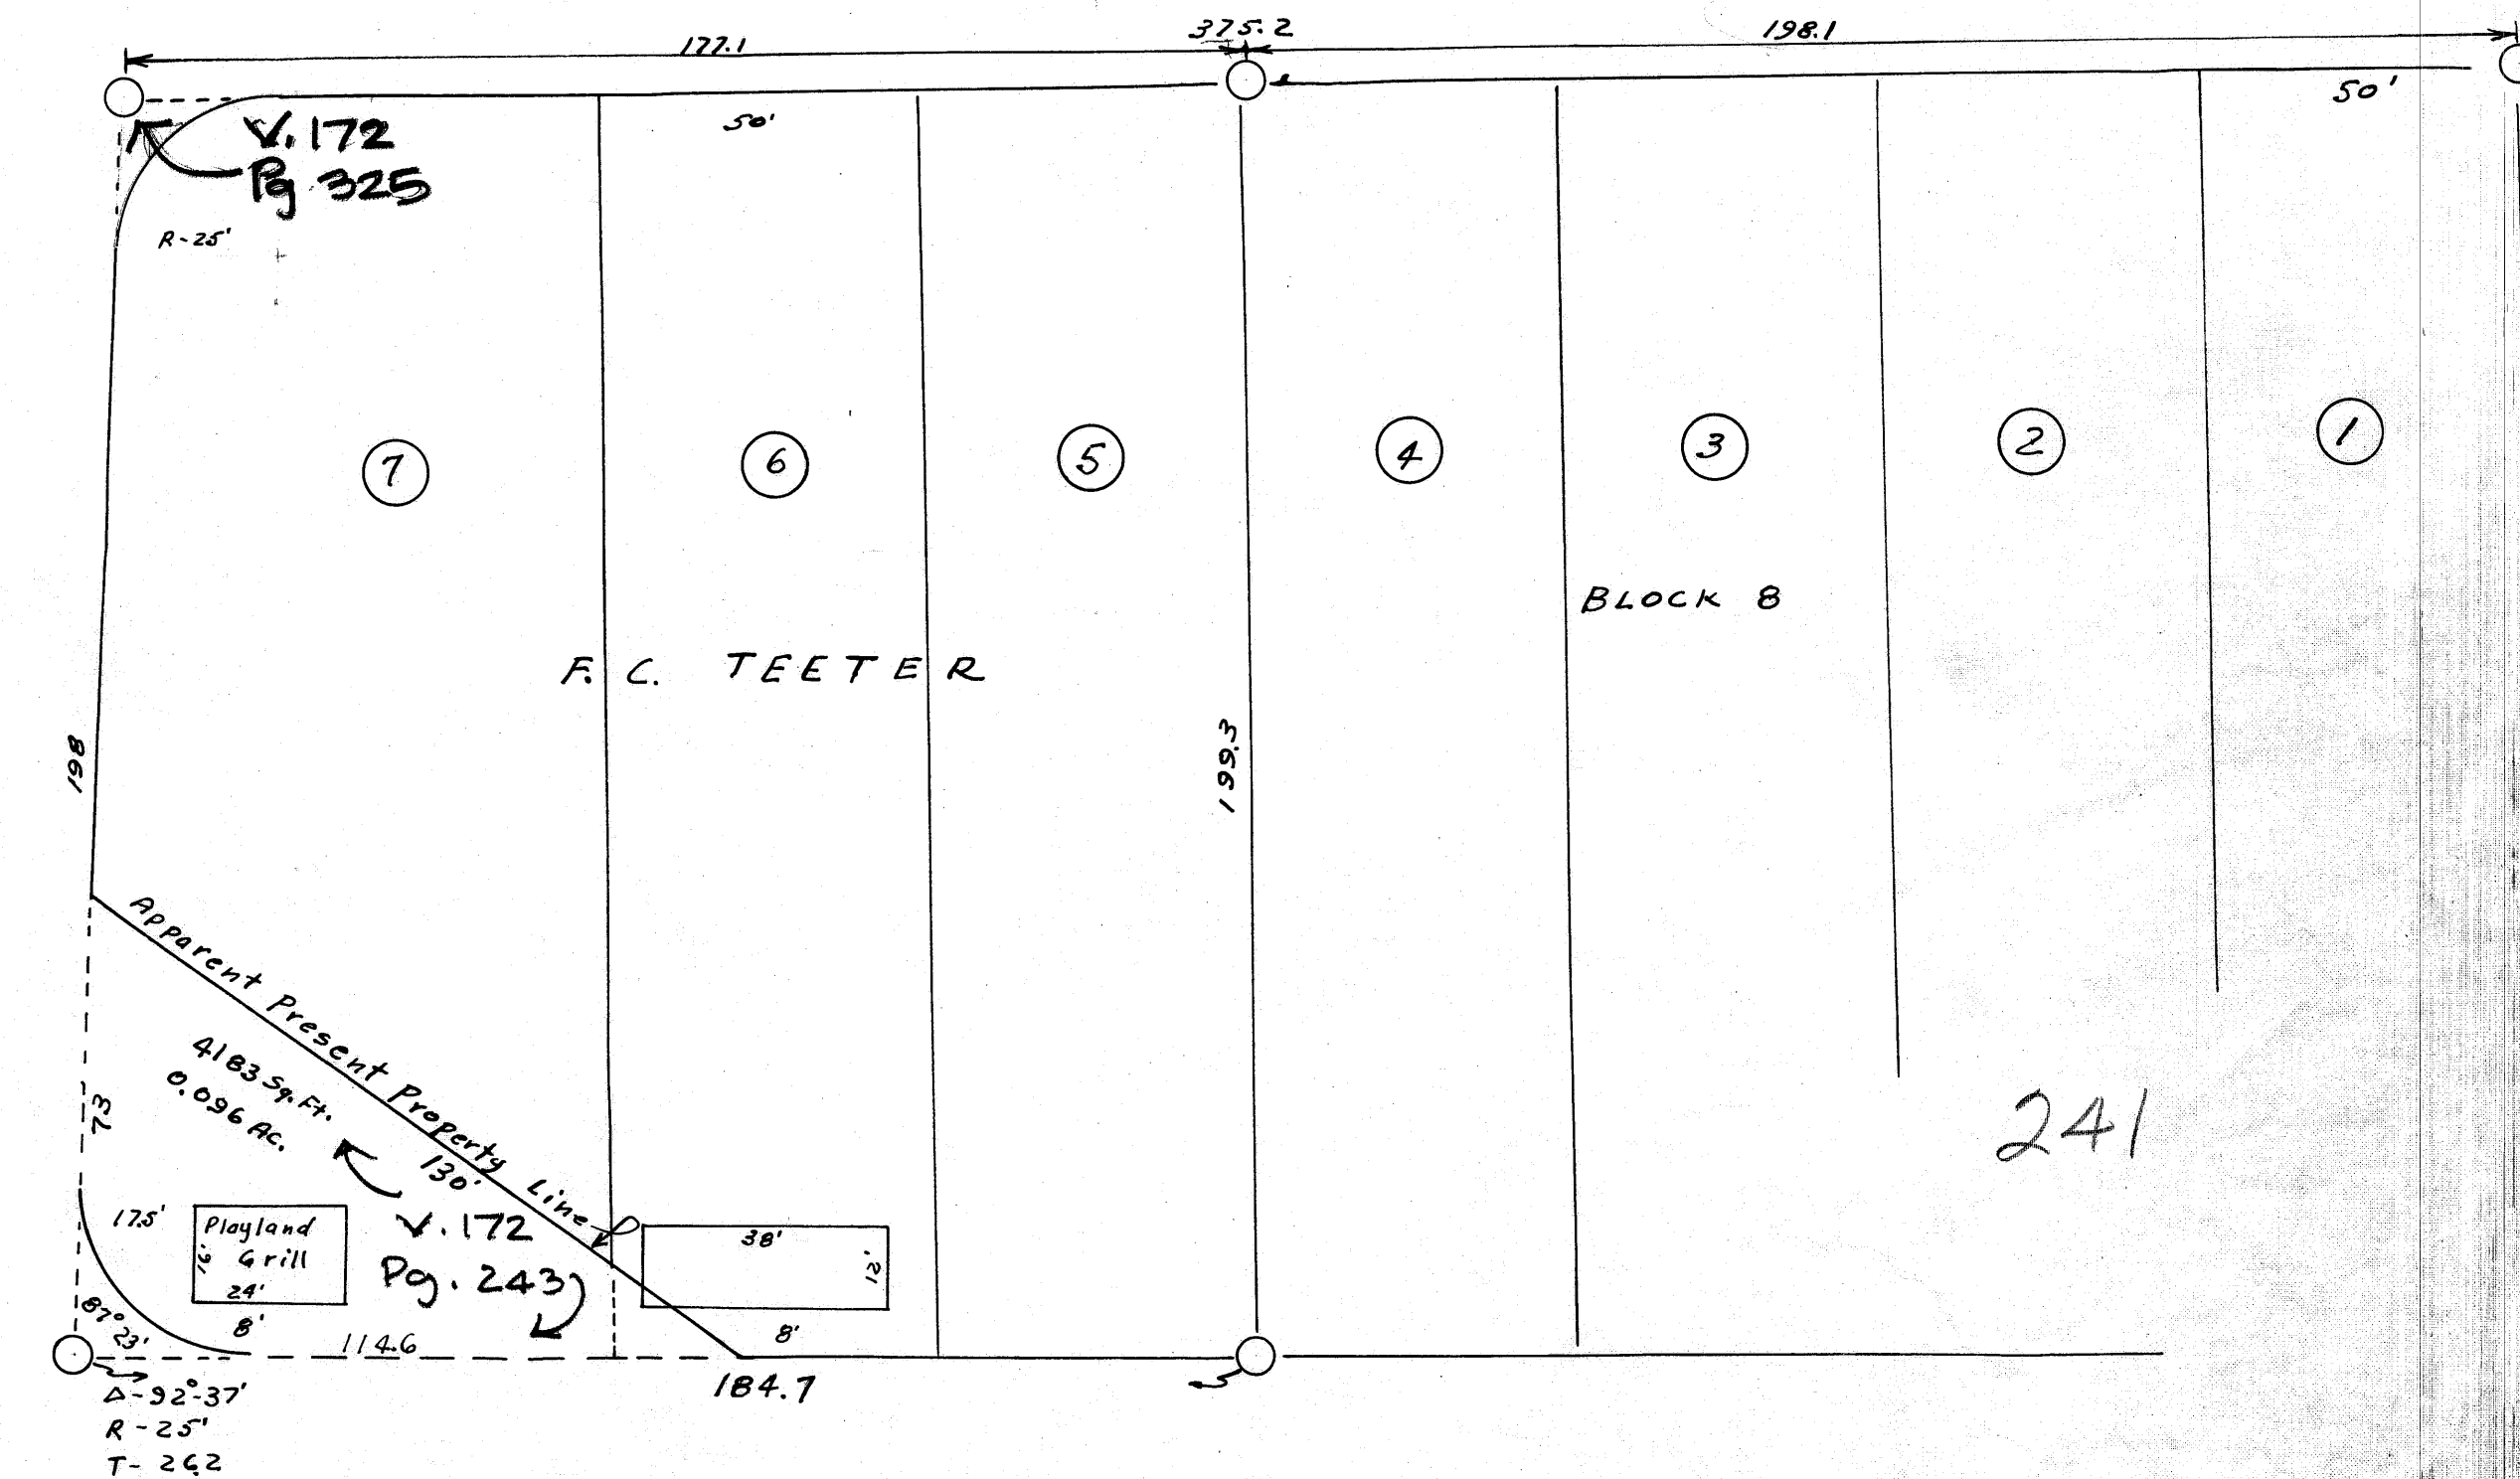 177.1
375.2
198.1
50'
50'
V. 172
Pg 325
R-25'
7
6
5
4
3
2
1
BLOCK 8
F. C. TEETER
198
199.3
Apparent Present Property Line
4183 Sq. Ft.
0.096 Ac.
73
130'
241
17.5'
Playland
Grill
16'
24'
8'
V. 172
Pg. 243
38'
12'
8'
87° 23'
114.6
184.7
Δ-92°-37'
R-25'
T-26.2